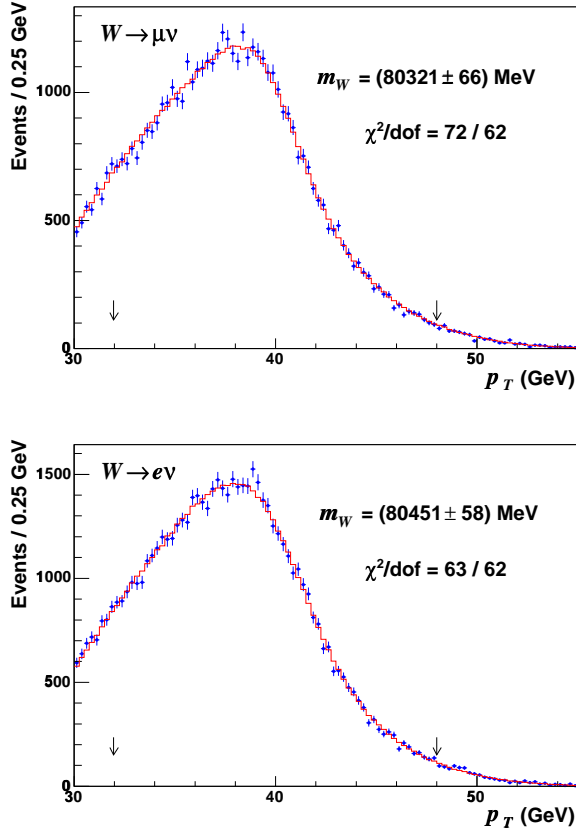 W→μν
m_W = (80321 ± 66) MeV
χ²/dof = 72 / 62
Events / 0.25 GeV
1000
500
0
30 40 50
p_T (GeV)
W→eν
m_W = (80451 ± 58) MeV
χ²/dof = 63 / 62
Events / 0.25 GeV
1500
1000
500
0
30 40 50
p_T (GeV)